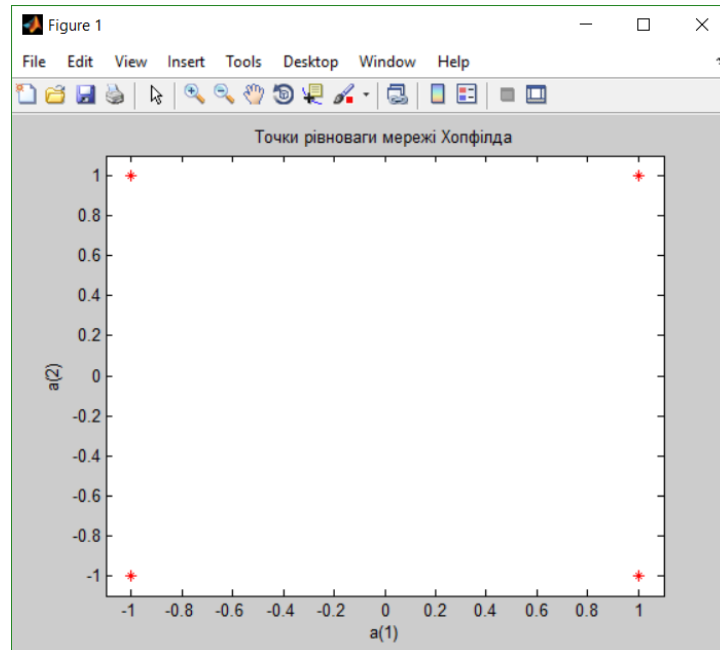 Figure 1
File Edit View Insert Tools Desktop Window Help
Точки рівноваги мережі Хопфілда
1
0.8
0.6
0.4
0.2
0
-0.2
-0.4
-0.6
-0.8
-1
a(2)
-1 -0.8 -0.6 -0.4 -0.2 0 0.2 0.4 0.6 0.8 1
a(1)